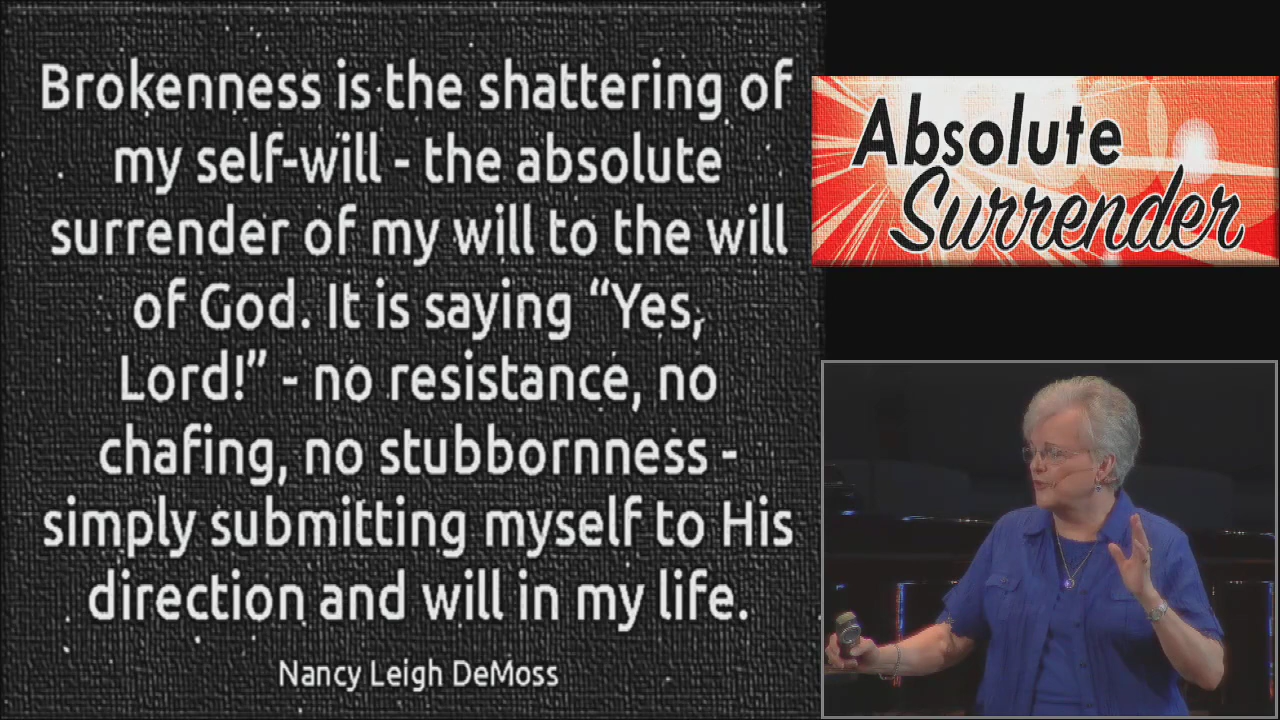 Brokenness is the shattering of
my self-will - the absolute
surrender of my will to the will
of God. It is saying “Yes,
Lord!” - no resistance, no
chafing, no stubbornness -
simply submitting myself to His
direction and will in my life.
Nancy Leigh DeMoss
Absolute
Surrender